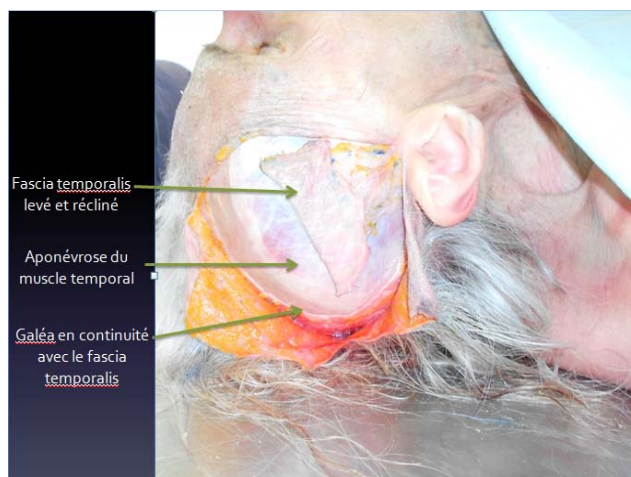 Fascia temporalis
levé et récliné
Aponévrose du
muscle temporal
Galéa en continuité
avec le fascia
temporalis